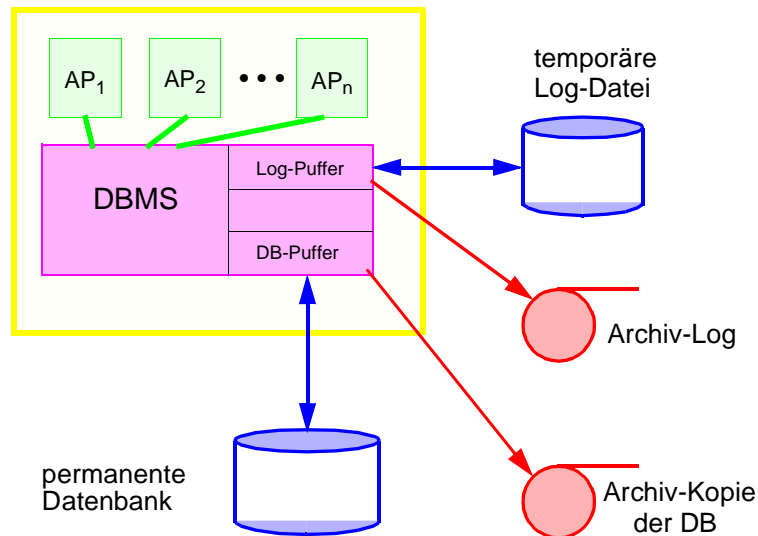 AP1
AP2
• • •
APn
temporäre
Log-Datei
DBMS
Log-Puffer
DB-Puffer
Archiv-Log
permanente
Datenbank
Archiv-Kopie
der DB